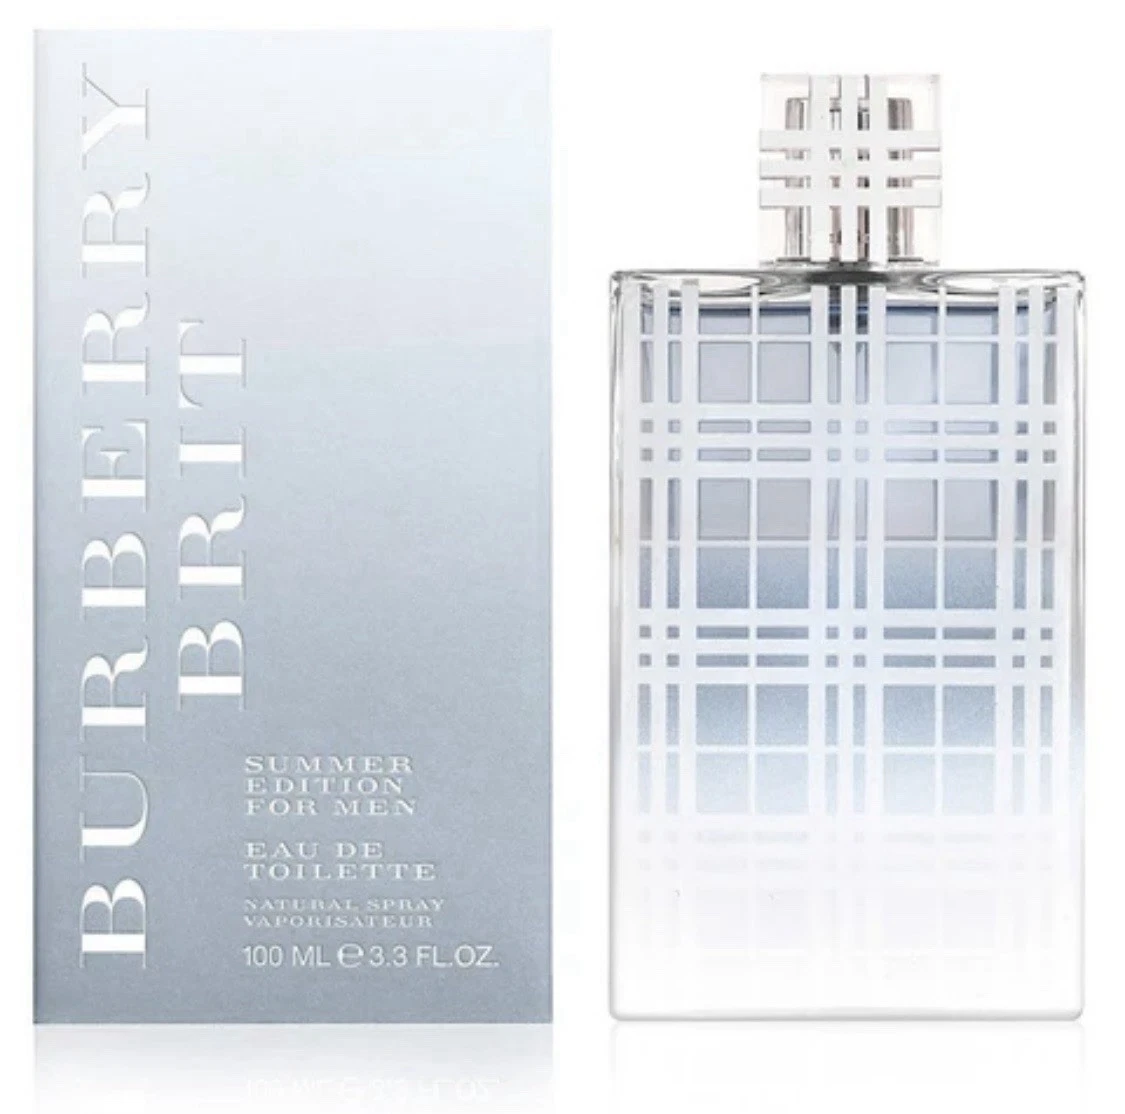 BURBERRY
BRIT
SUMMER
EDITION
FOR MEN
EAU DE
TOILETTE
NATURAL SPRAY
VAPORISATEUR
100 ML ℮ 3.3 FL.OZ.